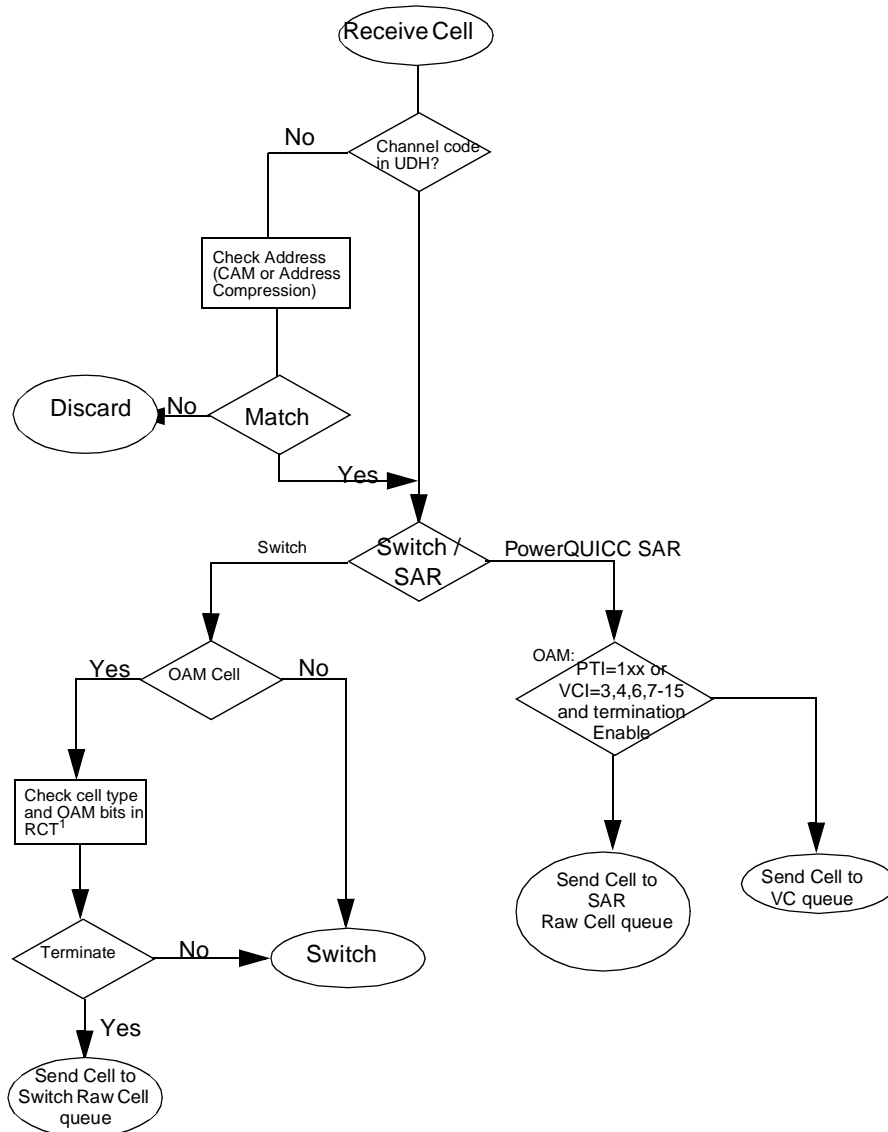 Receive Cell
No
Channel code
in UDH?
Check Address
(CAM or Address
Compression)
Discard
No
Match
Yes
Switch
Switch /
SAR
PowerQUICC SAR
Yes
OAM Cell
No
OAM:
PTI=1xx or
VCI=3,4,6,7-15
and termination
Enable
Check cell type
and OAM bits in
RCT1
Send Cell to
SAR
Raw Cell queue
Send Cell to
VC queue
Terminate
No
Switch
Yes
Send Cell to
Switch Raw Cell
queue